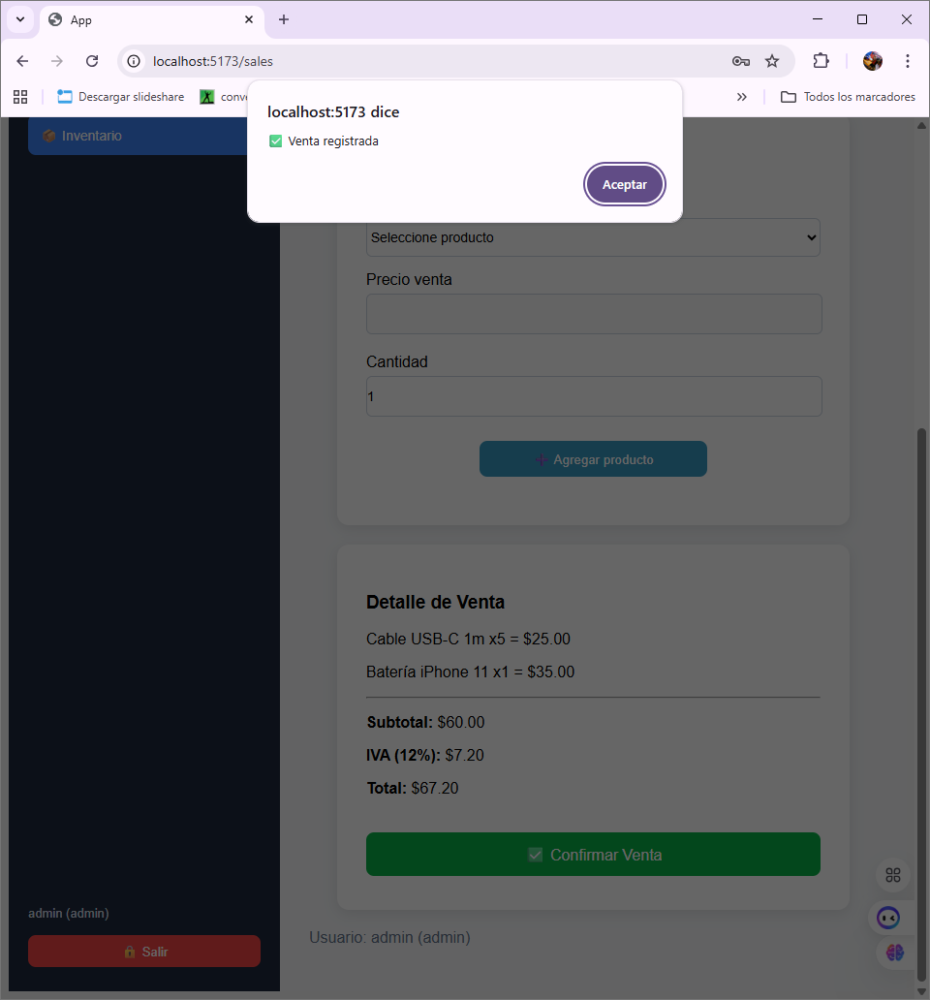 App
localhost:5173/sales
Descargar slideshare
conve
Todos los marcadores
localhost:5173 dice
✅ Venta registrada
Aceptar
Inventario
Seleccione producto
Precio venta
Cantidad
1
Agregar producto
Detalle de Venta
Cable USB-C 1m x5 = $25.00
Batería iPhone 11 x1 = $35.00
Subtotal: $60.00
IVA (12%): $7.20
Total: $67.20
✅ Confirmar Venta
admin (admin)
Salir
Usuario: admin (admin)